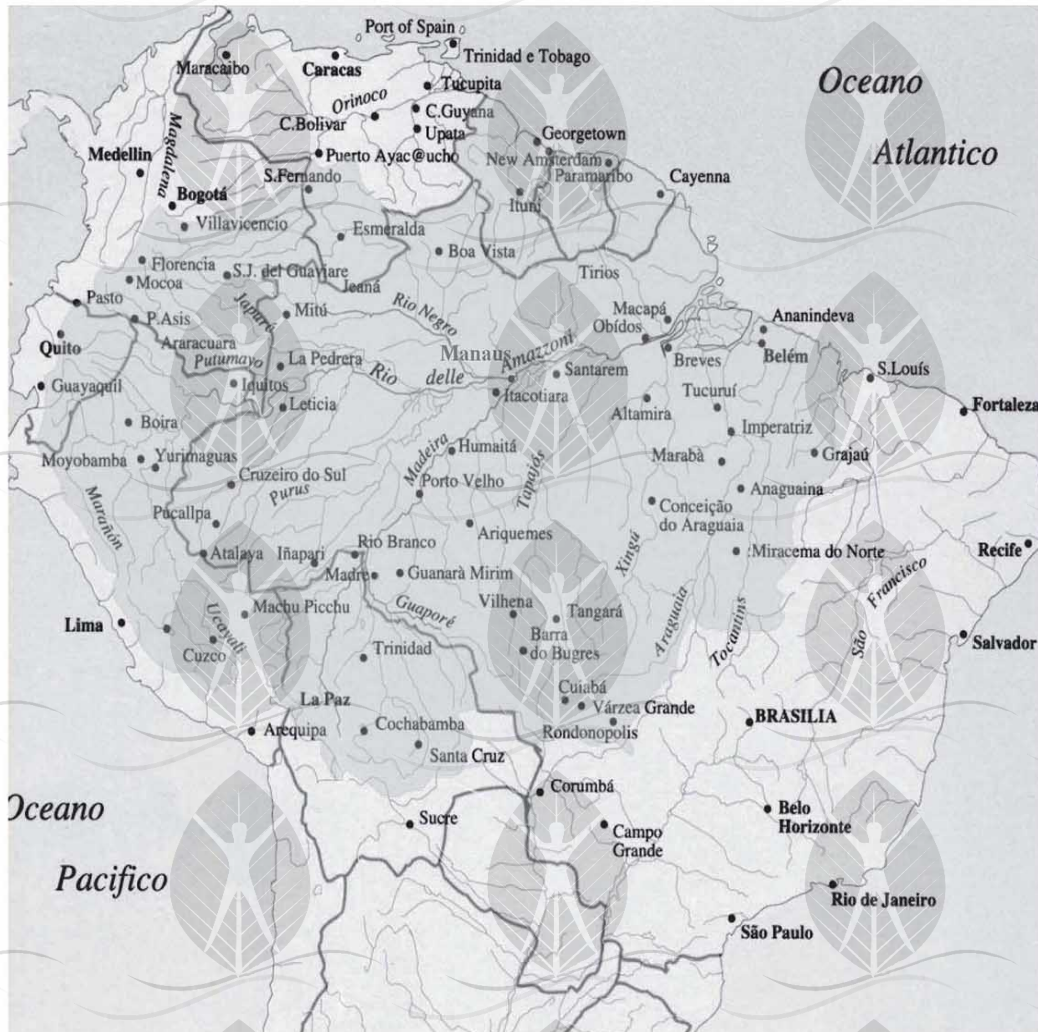 Port of Spain
Trinidad e Tobago
Maracaibo
Caracas
Oceano
Atlantico
Tucupita
Orinoco
C.Guyana
C.Bolivar
Upata
Magdalena
Georgetown
New Amsterdam
Paramaribo
Medellin
Puerto Ayac@ucho
S.Fernando
Cayenna
Bogotá
Ituni
Villavicencio
Esmeralda
Boa Vista
Florencia
S.J. del Guaviare
Tirios
Mocoa
Jeaná
Pasto
Japurú
Mitú
Rio Negro
Macapá
P.Asis
Obídos
Ananindeva
Quito
Araracuara
Putumayo
La Pedrera
Manaus
Rio
delle
Amazzoni
Breves
Belém
Guayaquil
Iquitos
Santarem
S.Louís
Leticia
Itacotiara
Tucuruí
Altamira
Fortaleza
Boira
Imperatriz
Humaitá
Moyobamba
Yurimaguas
Madeira
Marabà
Grajaú
Cruzeiro do Sul
Purus
Porto Velho
Tapajós
Anaguaina
Marañón
Conceição
do Araguaia
Pucallpa
Ariquemes
Rio Branco
Atalaya
Iñapari
Xingú
Miracema do Norte
Recife
Madre
Guanarà Mirim
Francisco
São
Machu Picchu
Guaporé
Vilhena
Tangará
Lima
Ucayali
Araguaia
Tocantins
Salvador
Cuzco
Trinidad
Barra
do Bugres
La Paz
Cuiabá
Várzea Grande
Arequipa
Cochabamba
Rondonopolis
BRASILIA
Santa Cruz
Corumbá
Oceano
Pacifico
Sucre
Campo
Grande
Belo
Horizonte
Rio de Janeiro
São Paulo